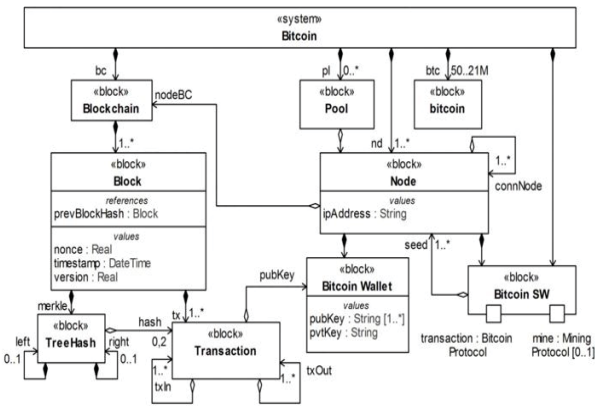 «system»
Bitcoin
bc
pl
0..*
btc
50..21M
«block»
Blockchain
nodeBC
«block»
Pool
«block»
bitcoin
1..*
nd
1..*
1..*
connNode
«block»
Block
references
prevBlockHash : Block
values
nonce : Real
timestamp : DateTime
version : Real
«block»
Node
values
ipAddress : String
seed
1..*
merkle
tx
1..*
pubKey
«block»
Bitcoin Wallet
values
pubKey : String [1..*]
pvtKey : String
«block»
Bitcoin SW
transaction : Bitcoin
Protocol
mine : Mining
Protocol [0..1]
left
0..1
«block»
TreeHash
right
0..1
hash
0,2
«block»
Transaction
1..*
txIn
1..*
txOut